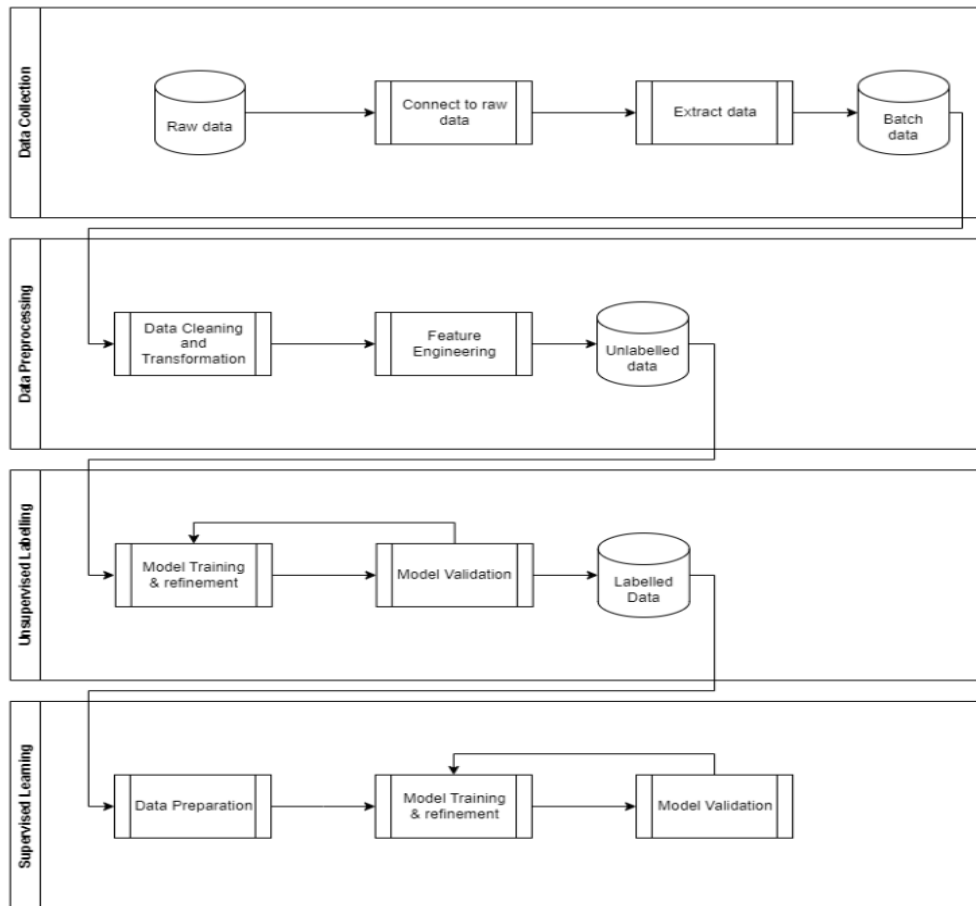 Data Collection
Raw data
Connect to raw
data
Extract data
Batch
data
Data Preprocessing
Data Cleaning
and
Transformation
Feature
Engineering
Unlabelled
data
Unsupervised Labelling
Model Training
& refinement
Model Validation
Labelled
Data
Supervised Learning
Data Preparation
Model Training
& refinement
Model Validation